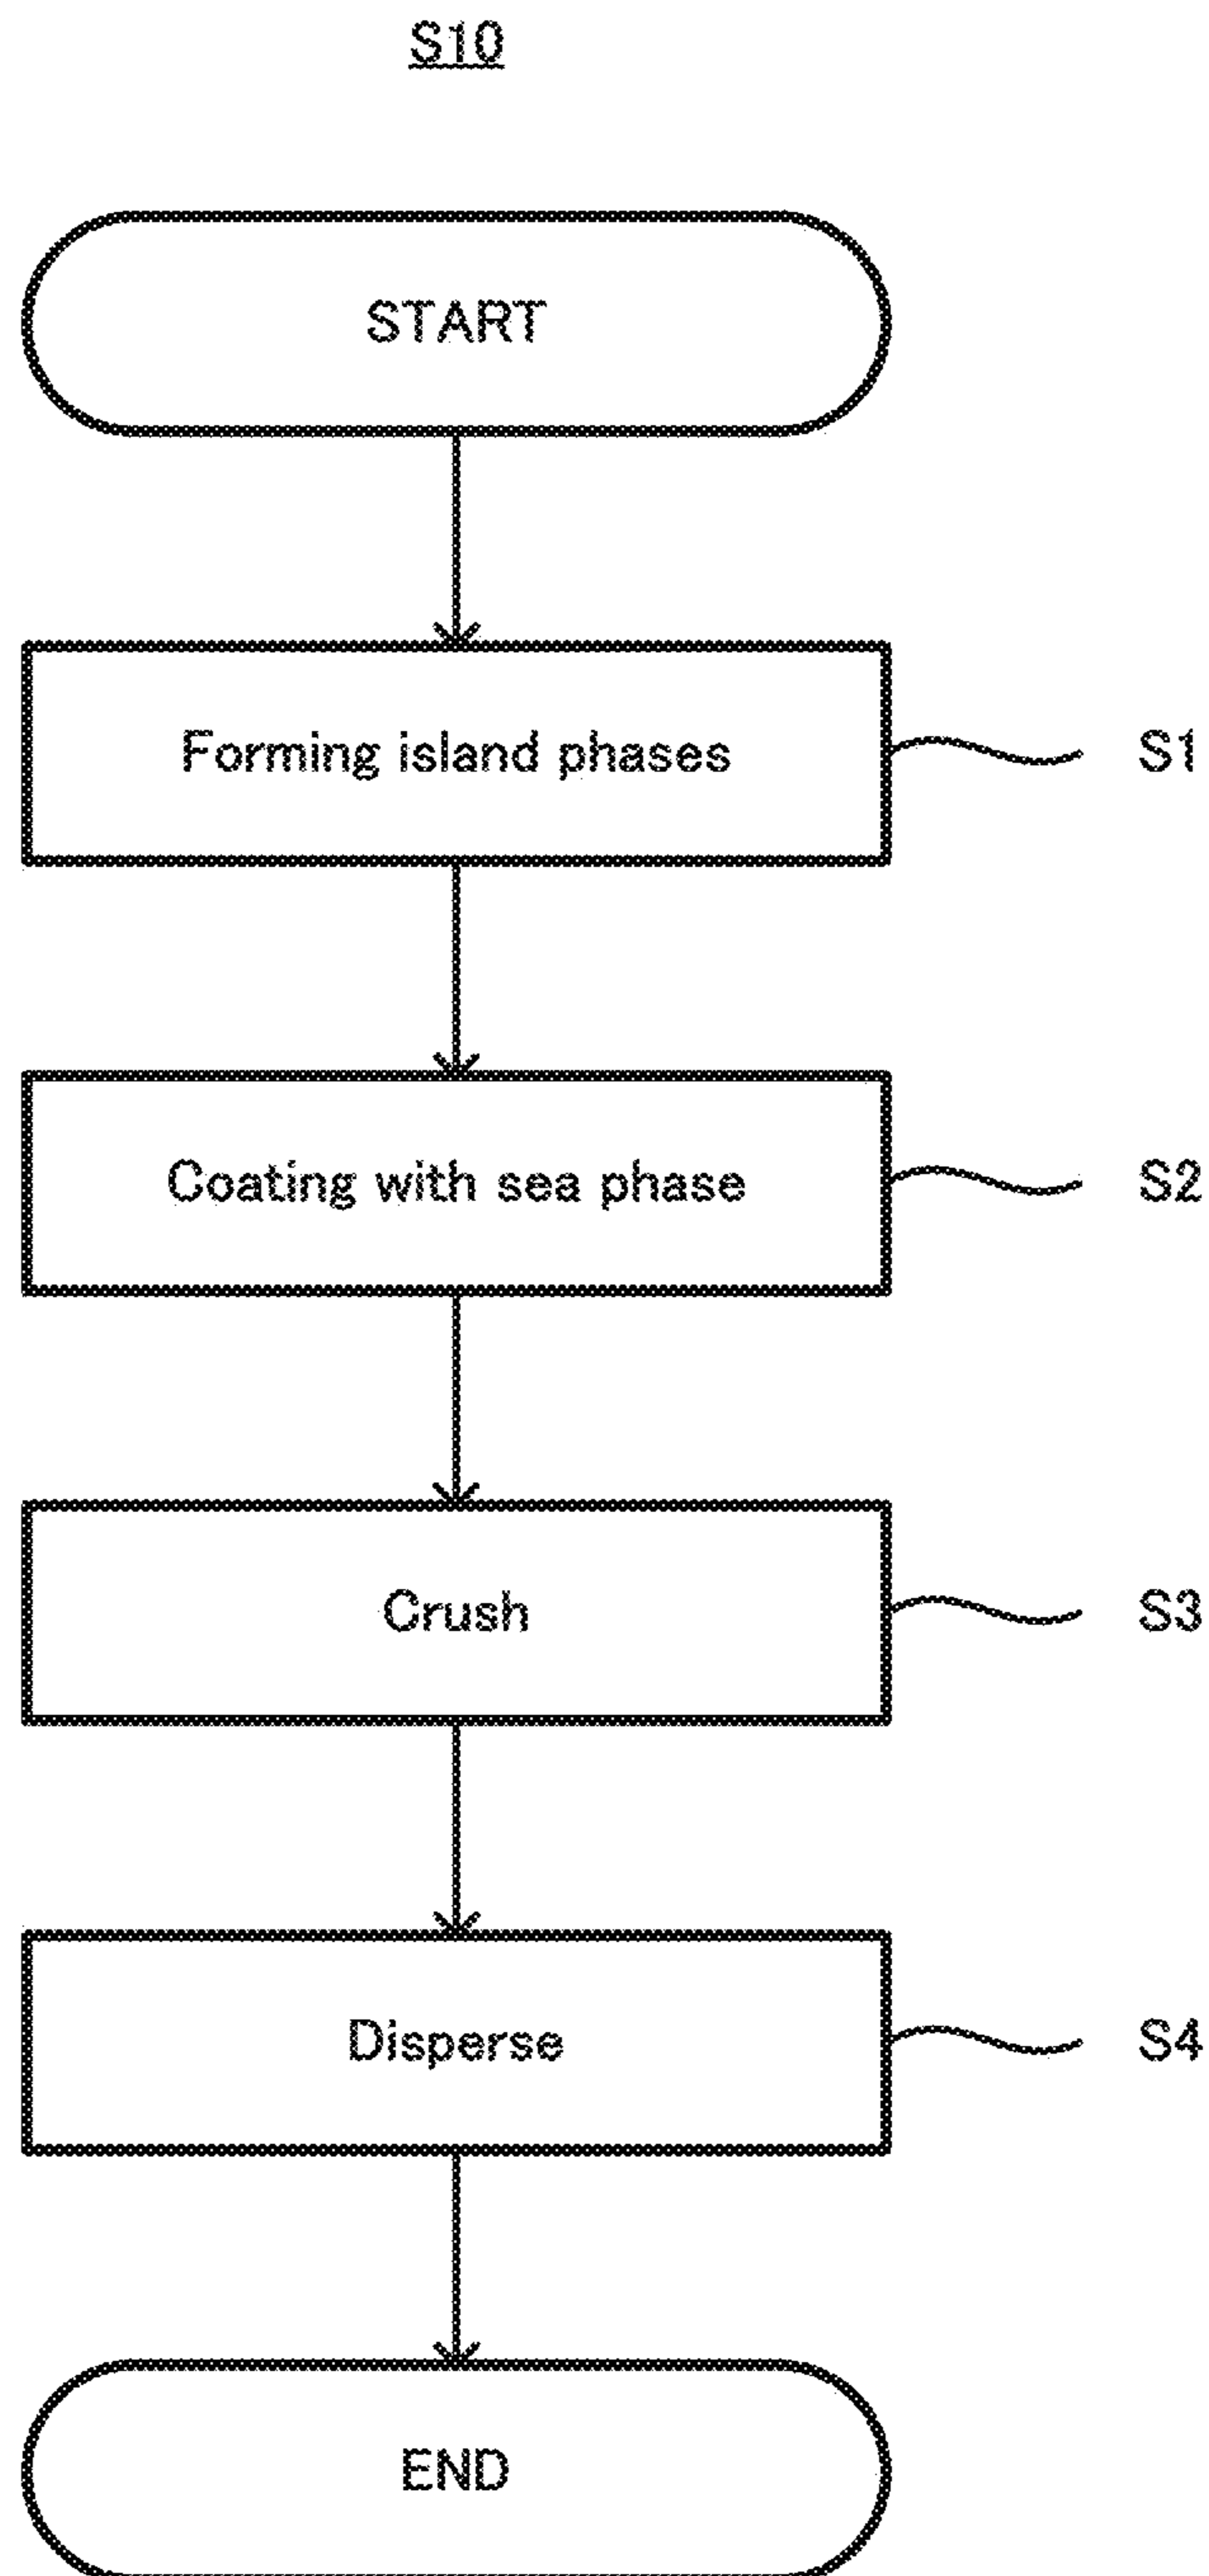 S10
START
Forming island phases
S1
Coating with sea phase
S2
Crush
S3
Disperse
S4
END